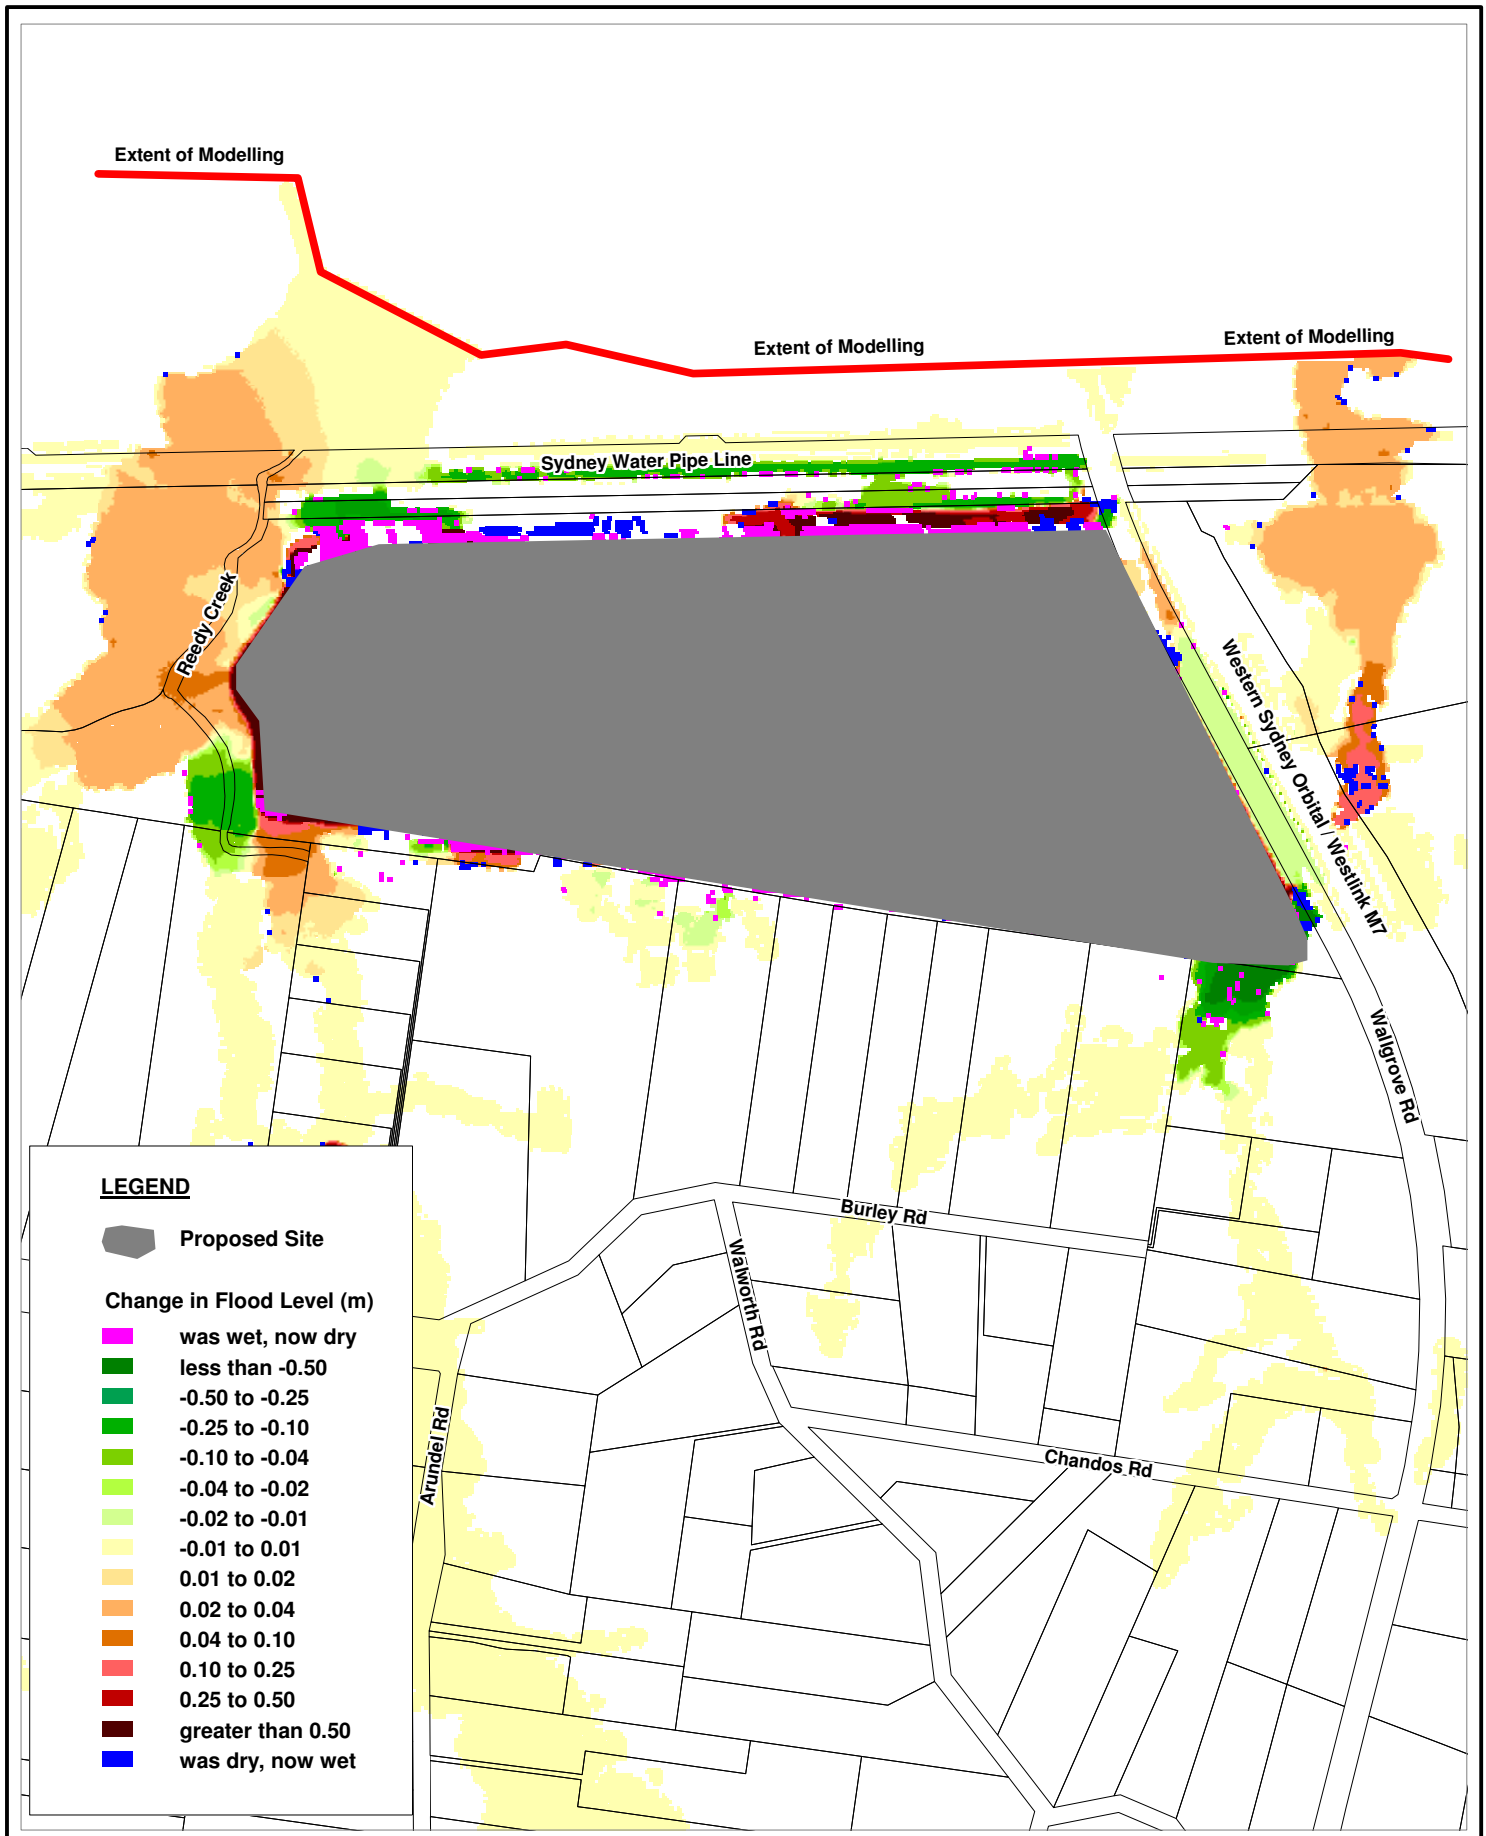 Extent of Modelling
Extent of Modelling
Extent of Modelling
Sydney Water Pipe Line
Reedy Creek
Western Sydney Orbital / Westlink M7
Wallgrove Rd
Burley Rd
Walworth Rd
Chandos Rd
Arundel Rd
LEGEND
Proposed Site
Change in Flood Level (m)
was wet, now dry
less than -0.50
-0.50 to -0.25
-0.25 to -0.10
-0.10 to -0.04
-0.04 to -0.02
-0.02 to -0.01
-0.01 to 0.01
0.01 to 0.02
0.02 to 0.04
0.04 to 0.10
0.10 to 0.25
0.25 to 0.50
greater than 0.50
was dry, now wet